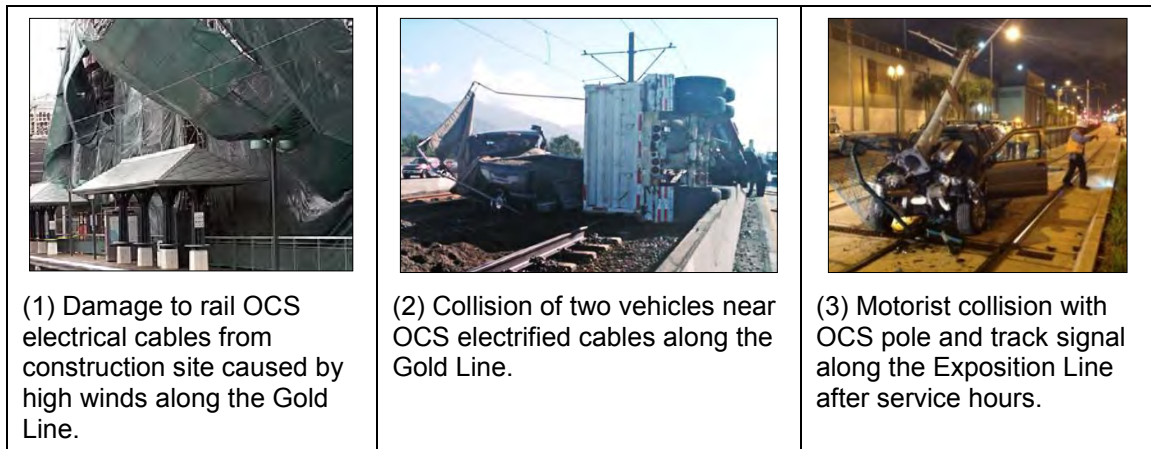 (1) Damage to rail OCS
electrical cables from
construction site caused by
high winds along the Gold
Line.
(2) Collision of two vehicles near
OCS electrified cables along the
Gold Line.
(3) Motorist collision with
OCS pole and track signal
along the Exposition Line
after service hours.